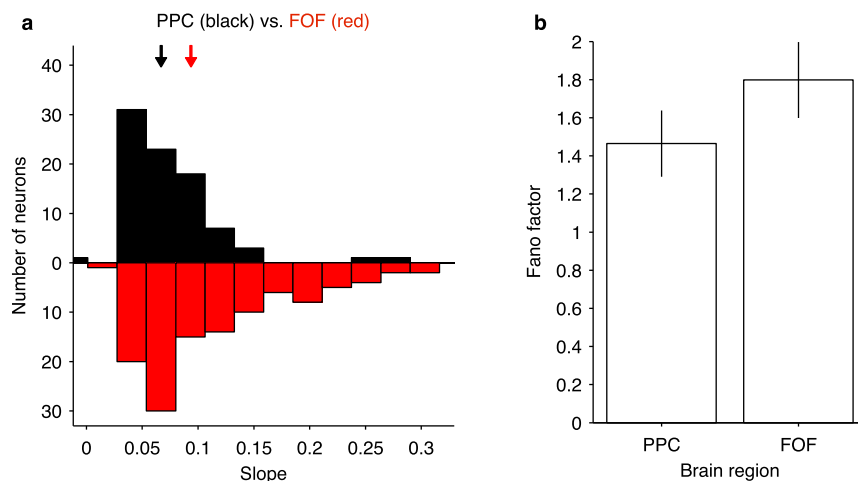 a
PPC (black) vs. FOF (red)
40
30
20
10
0
10
20
30
Number of neurons
0 0.05 0.1 0.15 0.2 0.25 0.3
Slope
b
2
1.8
1.6
1.4
1.2
1
0.8
0.6
0.4
0.2
0
Fano factor
PPC FOF
Brain region